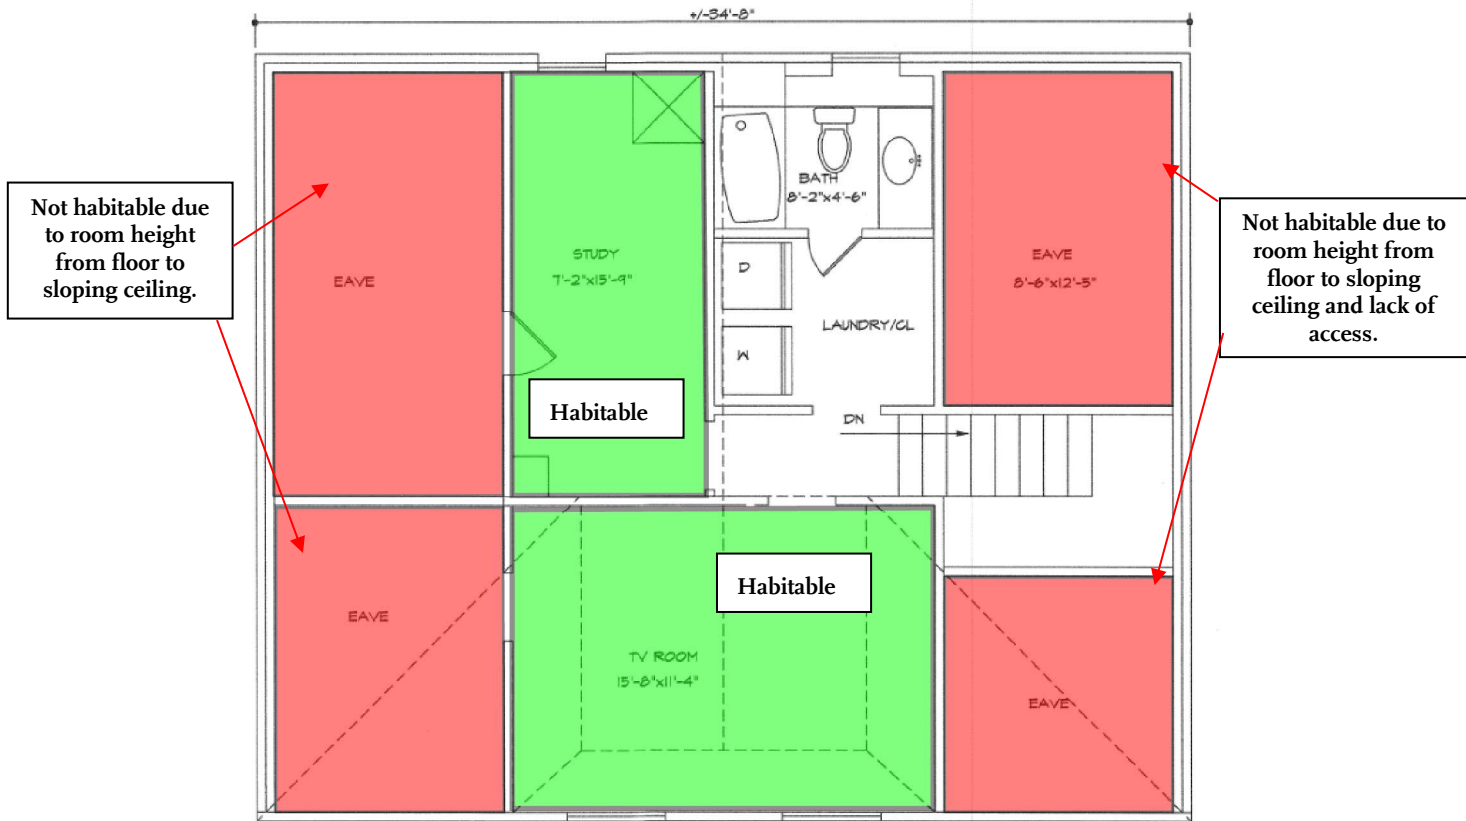 +/-34'-8"
Not habitable due
to room height
from floor to
sloping ceiling.
EAVE
STUDY
7'-2"x15'-9"
Habitable
BATH
8'-2"x4'-6"
D
W
LAUNDRY/CL
DN
EAVE
8'-6"x12'-5"
Not habitable due to
room height from
floor to sloping
ceiling and lack of
access.
EAVE
Habitable
TV ROOM
15'-8"x11'-4"
EAVE